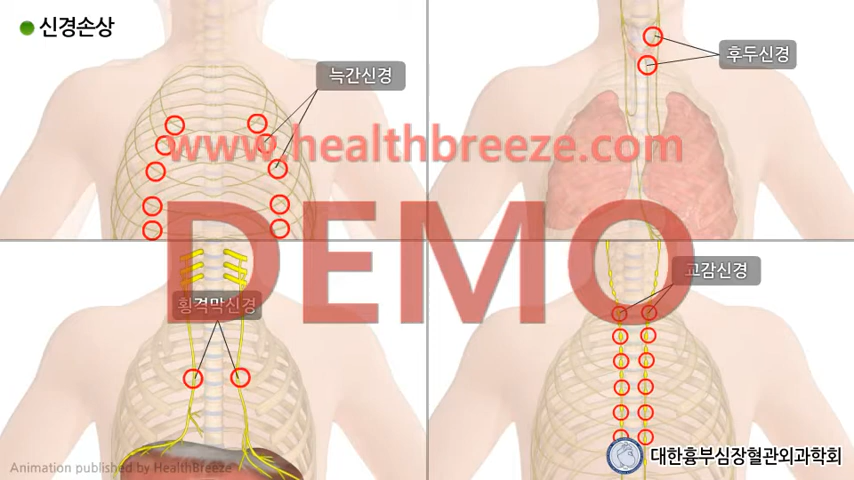 신경손상
늑간신경
후두신경
www.healthbreeze.com
DEMO
횡격막신경
고감신경
Animation published by HealthBreeze
대한흉부심장혈관외과학회